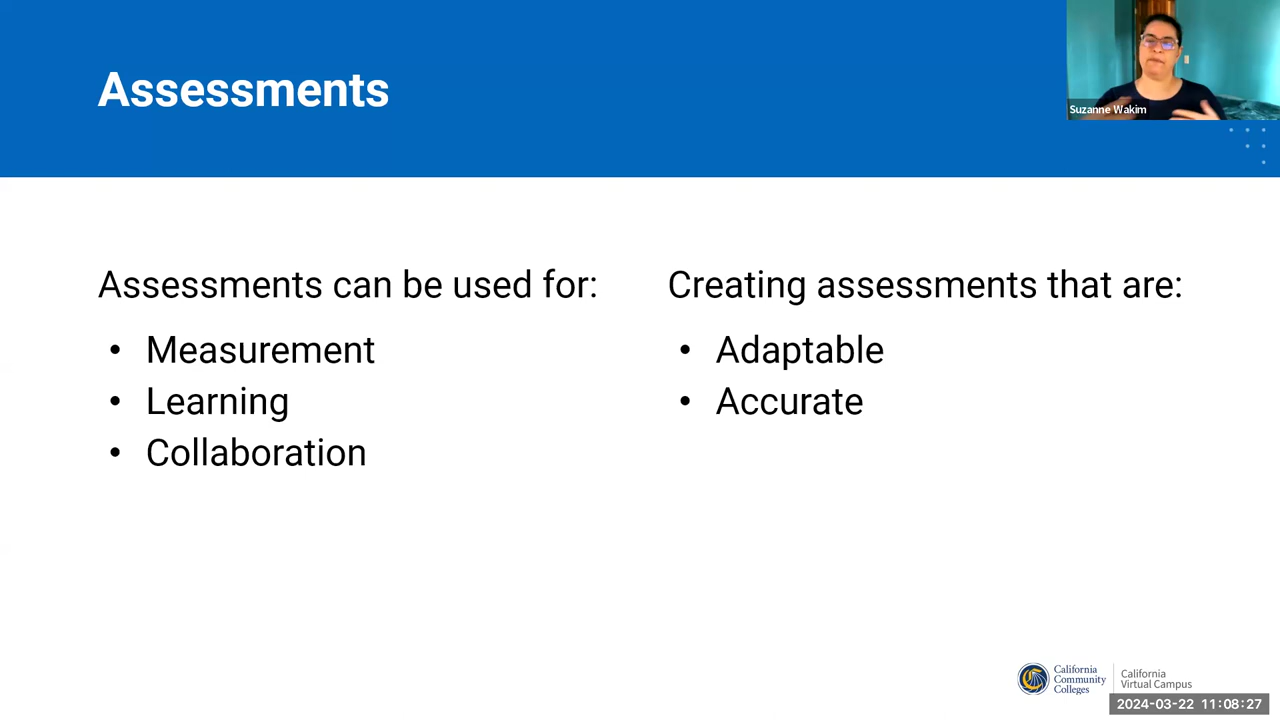 Assessments
Suzanne Wakim
Assessments can be used for:
• Measurement
• Learning
• Collaboration
Creating assessments that are:
• Adaptable
• Accurate
California
Community
Colleges
California
Virtual Campus
2024-03-22 11:08:27